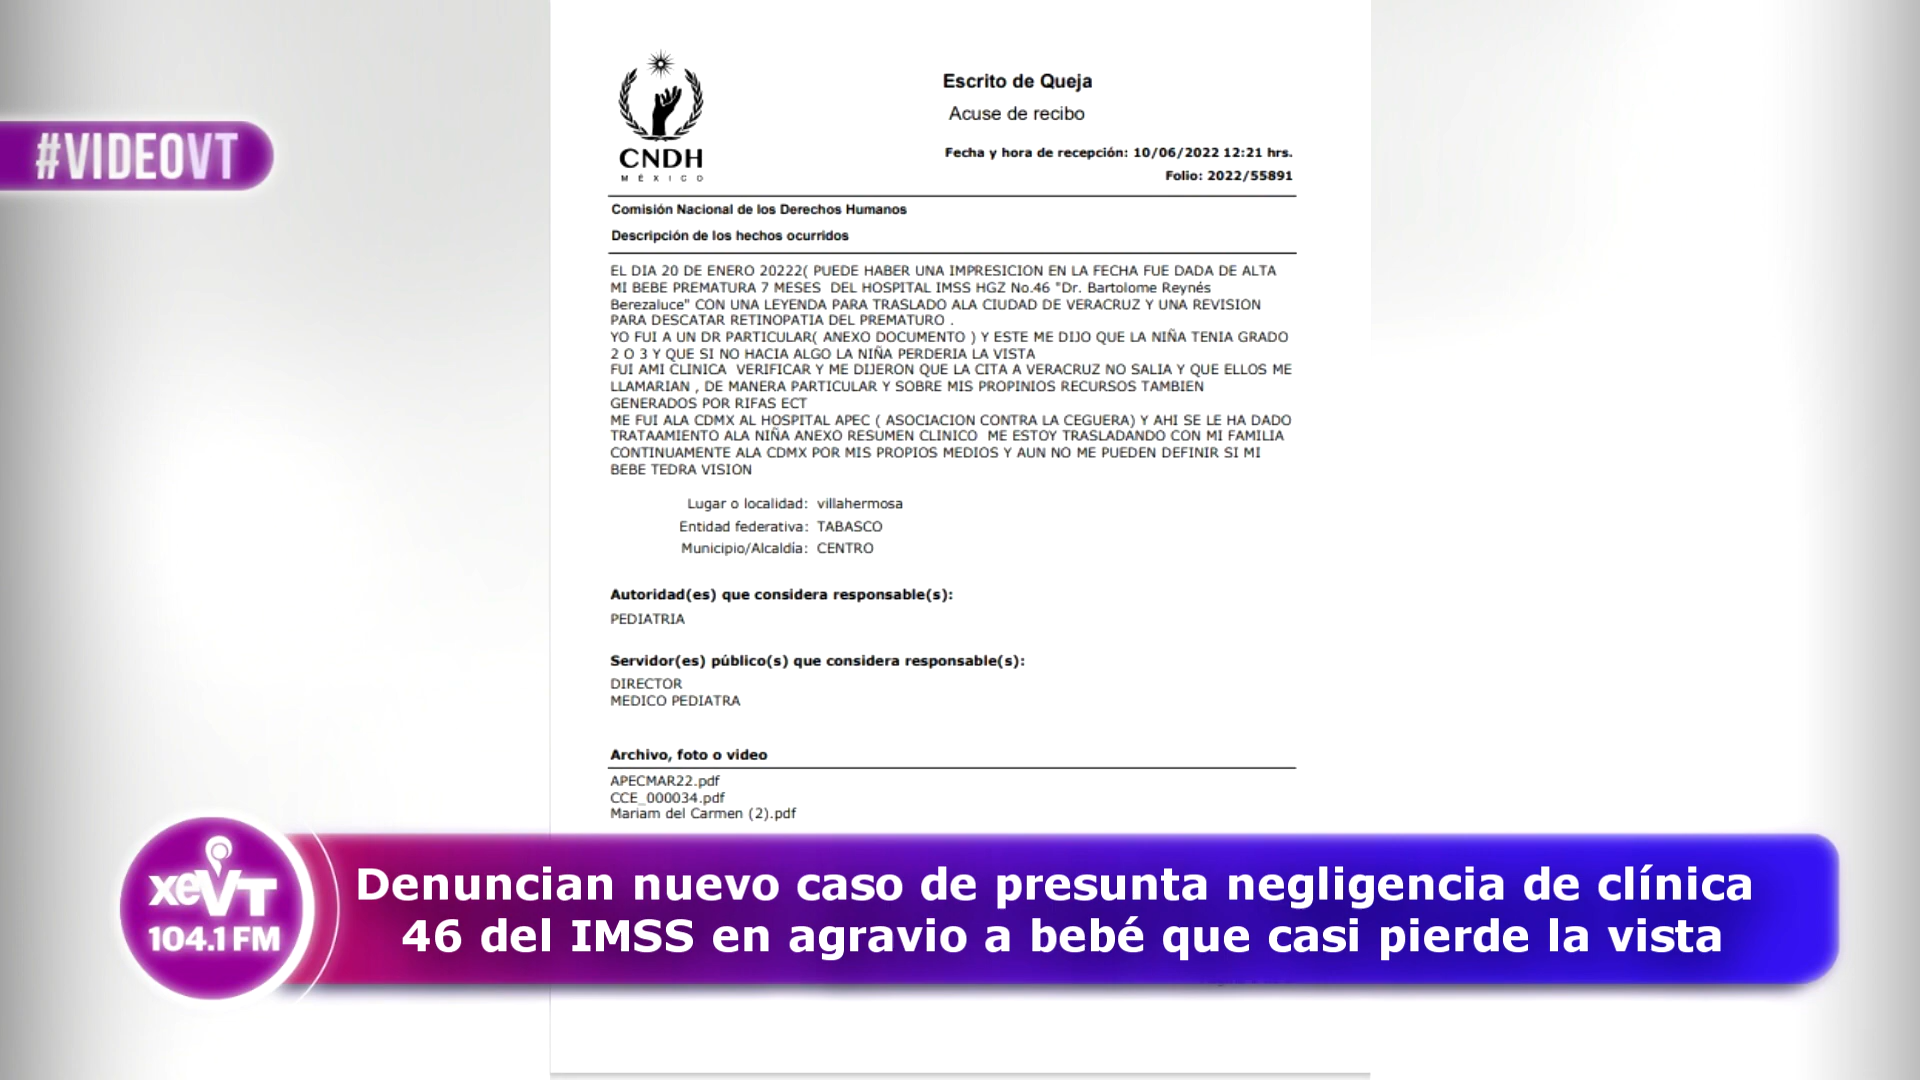 #VIDEOVT
CNDH
MÉXICO
Escrito de Queja
Acuse de recibo
Fecha y hora de recepción: 10/06/2022 12:21 hrs.
Folio: 2022/55891
Comisión Nacional de los Derechos Humanos
Descripción de los hechos ocurridos
EL DIA 20 DE ENERO 20222( PUEDE HABER UNA IMPRESICION EN LA FECHA FUE DADA DE ALTA
MI BEBE PREMATURA 7 MESES  DEL HOSPITAL IMSS HGZ No.46 "Dr. Bartolome Reynés
Berezaluce" CON UNA LEYENDA PARA TRASLADO ALA CIUDAD DE VERACRUZ Y UNA REVISION
PARA DESCATAR RETINOPATIA DEL PREMATURO .
YO FUI A UN DR PARTICULAR( ANEXO DOCUMENTO ) Y ESTE ME DIJO QUE LA NIÑA TENIA GRADO
2 O 3 Y QUE SI NO HACIA ALGO LA NIÑA PERDERIA LA VISTA
FUI AMI CLINICA  VERIFICAR Y ME DIJERON QUE LA CITA A VERACRUZ NO SALIA Y QUE ELLOS ME
LLAMARIAN , DE MANERA PARTICULAR Y SOBRE MIS PROPINIOS RECURSOS TAMBIEN
GENERADOS POR RIFAS ECT
ME FUI ALA CDMX AL HOSPITAL APEC ( ASOCIACION CONTRA LA CEGUERA) Y AHI SE LE HA DADO
TRATAAMIENTO ALA NIÑA ANEXO RESUMEN CLINICO  ME ESTOY TRASLADANDO CON MI FAMILIA
CONTINUAMENTE ALA CDMX POR MIS PROPIOS MEDIOS Y AUN NO ME PUEDEN DEFINIR SI MI
BEBE TEDRA VISION
Lugar o localidad: villahermosa
Entidad federativa: TABASCO
Municipio/Alcaldía: CENTRO
Autoridad(es) que considera responsable(s):
PEDIATRIA
Servidor(es) público(s) que considera responsable(s):
DIRECTOR
MEDICO PEDIATRA
Archivo, foto o video
APECMAR22.pdf
CCE_000034.pdf
Mariam del Carmen (2).pdf
xeVT
104.1 FM
Denuncian nuevo caso de presunta negligencia de clínica
46 del IMSS en agravio a bebé que casi pierde la vista